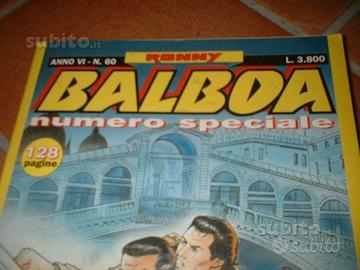 subito.it
RONNY
ANNO VI - N. 60
L. 3.800
BALBOA
numero speciale
128
pagine
subito.it
subito